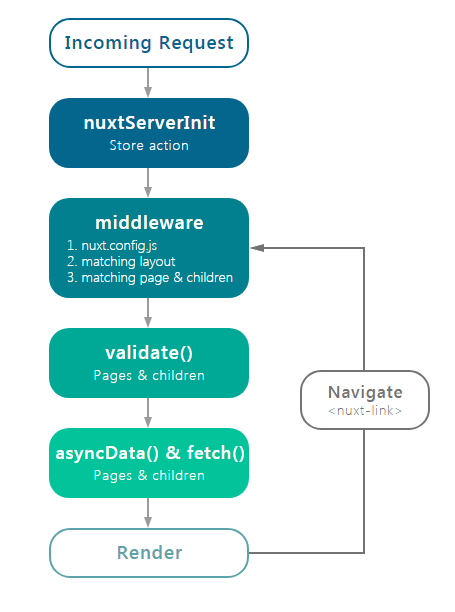 Incoming Request
nuxtServerInit
Store action
middleware
1. nuxt.config.js
2. matching layout
3. matching page & children
validate()
Pages & children
Navigate
<nuxt-link>
asyncData() & fetch()
Pages & children
Render